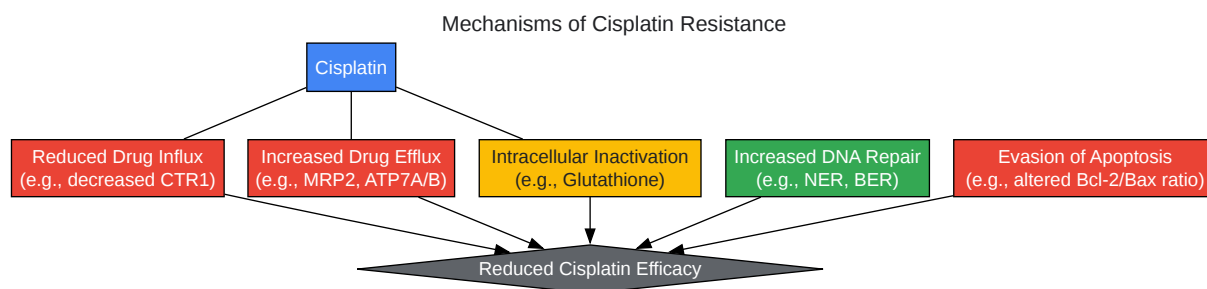 Mechanisms of Cisplatin Resistance
Cisplatin
Reduced Drug Influx
(e.g., decreased CTR1)
Increased Drug Efflux
(e.g., MRP2, ATP7A/B)
Intracellular Inactivation
(e.g., Glutathione)
Increased DNA Repair
(e.g., NER, BER)
Evasion of Apoptosis
(e.g., altered Bcl-2/Bax ratio)
Reduced Cisplatin Efficacy